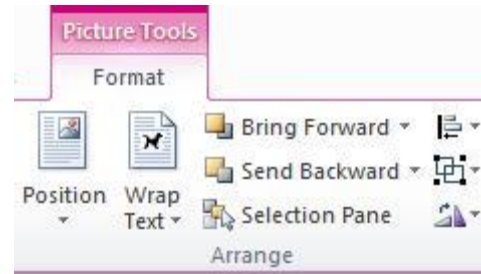 Picture Tools
Format
Position
Wrap
Text
Bring Forward
Send Backward
Selection Pane
Arrange